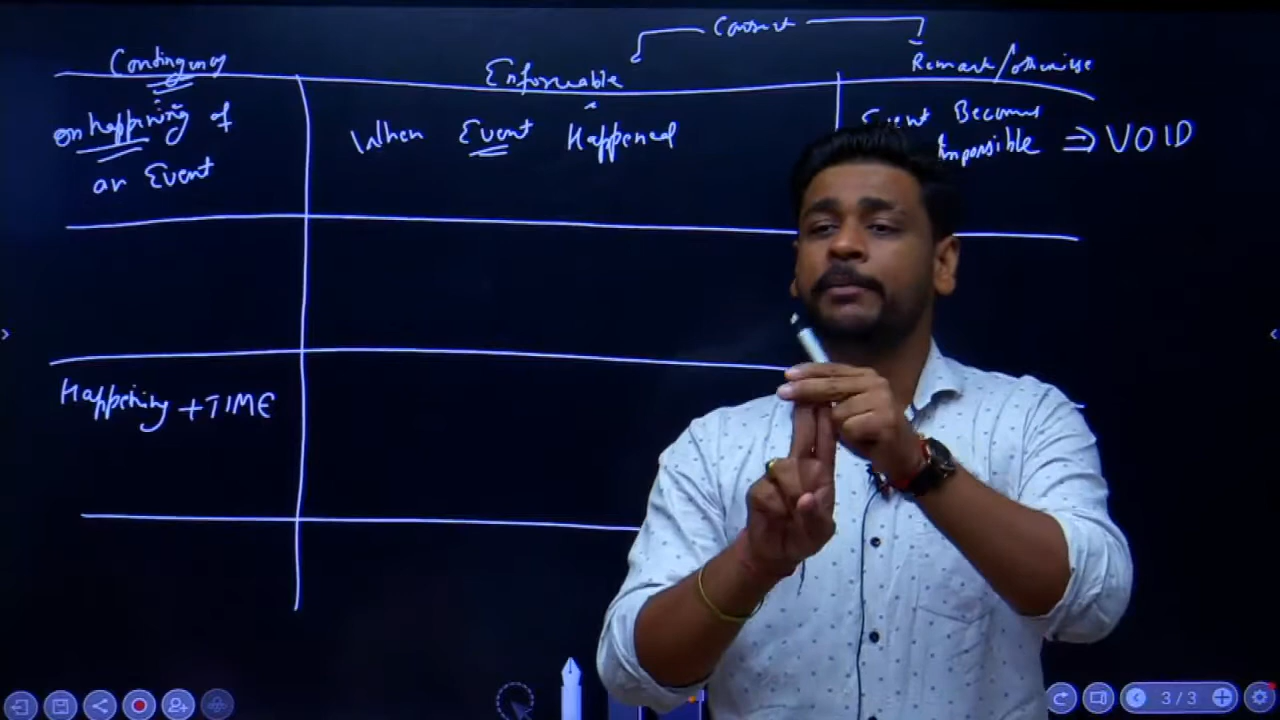 Contract
Contingency
Enforceable
Remark/otherwise
on happening of
an Event
When Event Happened
Event Becomes
impossible ⇒ VOID
Happening + TIME
3/3